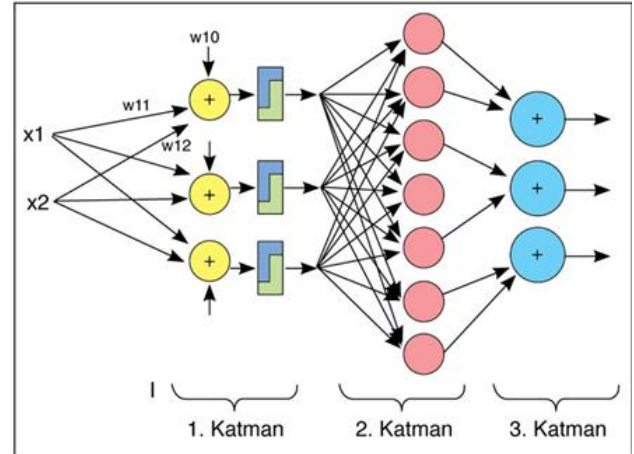 w10
w11
x1
w12
x2
+
+
+
+
+
+
I
1. Katman
2. Katman
3. Katman